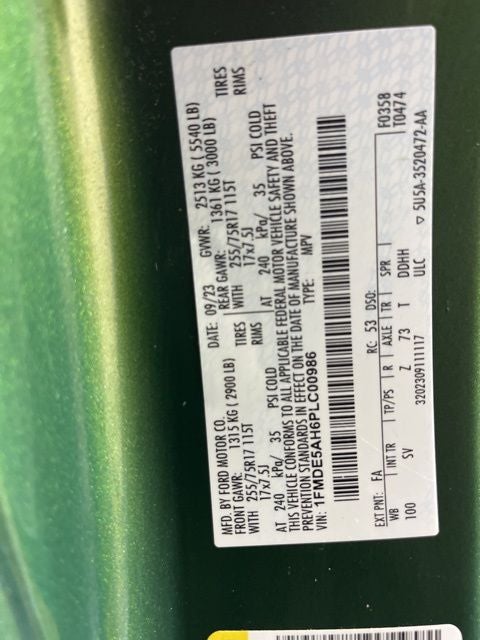 MFD. BY FORD MOTOR CO.
DATE: 09/23 GVWR: 2513 KG ( 5540 LB)
FRONT GAWR: 1315 KG ( 2900 LB) REAR GAWR: 1361 KG ( 3000 LB)
WITH 255/75R17 115T TIRES WITH 255/75R17 115T TIRES
17x7.5J RIMS 17x7.5J RIMS
AT 240 kPa/ 35 PSI COLD AT 240 kPa/ 35 PSI COLD
THIS VEHICLE CONFORMS TO ALL APPLICABLE FEDERAL MOTOR VEHICLE SAFETY AND THEFT
PREVENTION STANDARDS IN EFFECT ON THE DATE OF MANUFACTURE SHOWN ABOVE.
VIN: 1FMDE5AH6PLC00986 TYPE: MPV
F0358
EXT PNT: FA RC: 53 DSO: T0474
WB INT TR TP/PS R AXLE TR SPR
100 SV Z 73 T DDHH
3202309111117 ULC
▽ 5U5A-3520472-AA